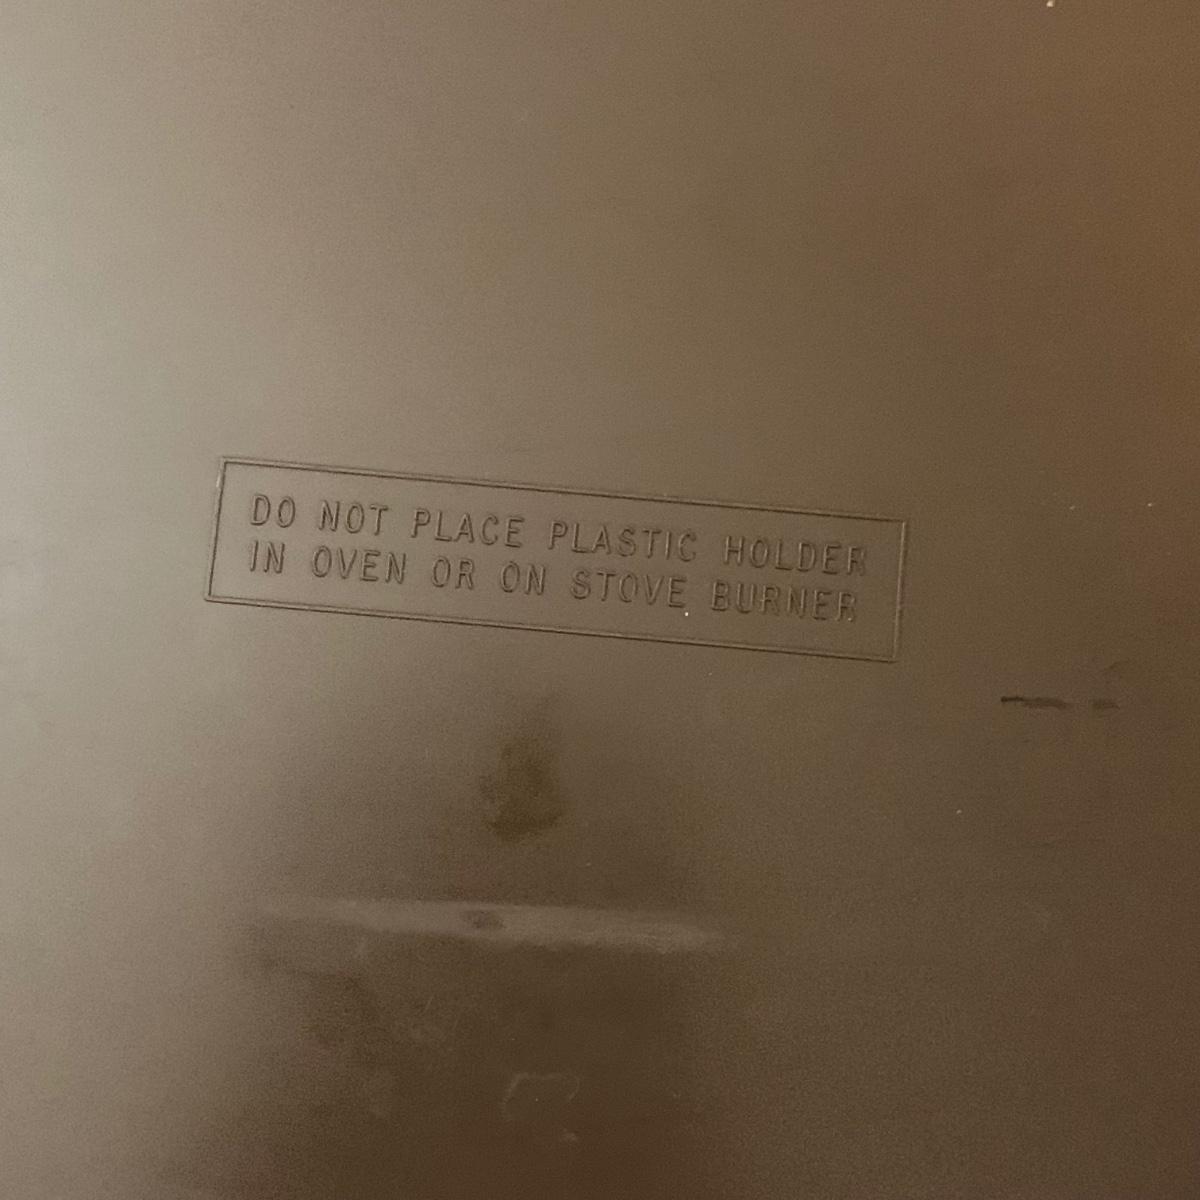 DO NOT PLACE PLASTIC HOLDER
IN OVEN OR ON STOVE BURNER